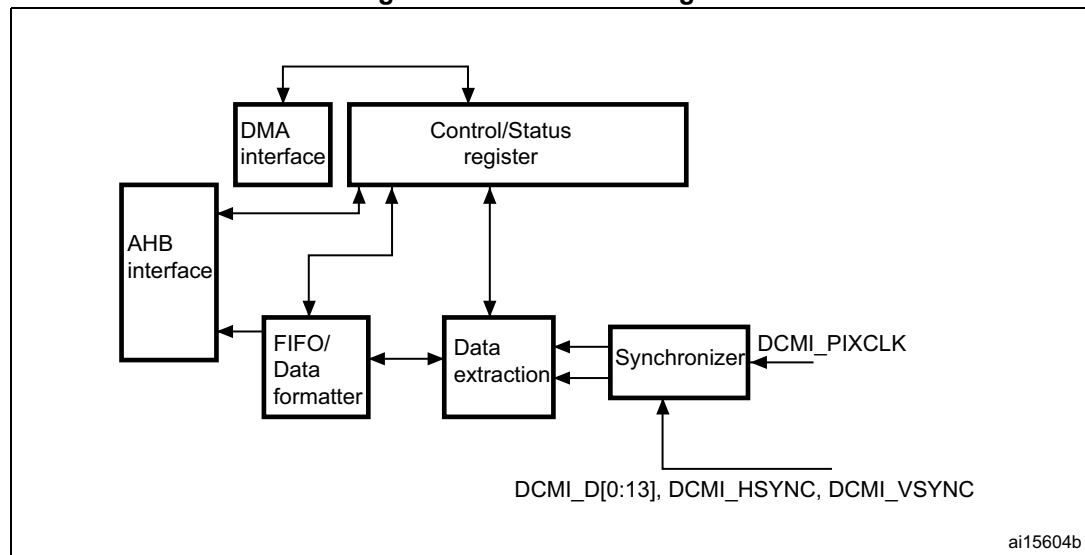 DMA
interface
Control/Status
register
AHB
interface
FIFO/
Data
formatter
Data
extraction
Synchronizer
DCMI_PIXCLK
DCMI_D[0:13], DCMI_HSYNC, DCMI_VSYNC
ai15604b